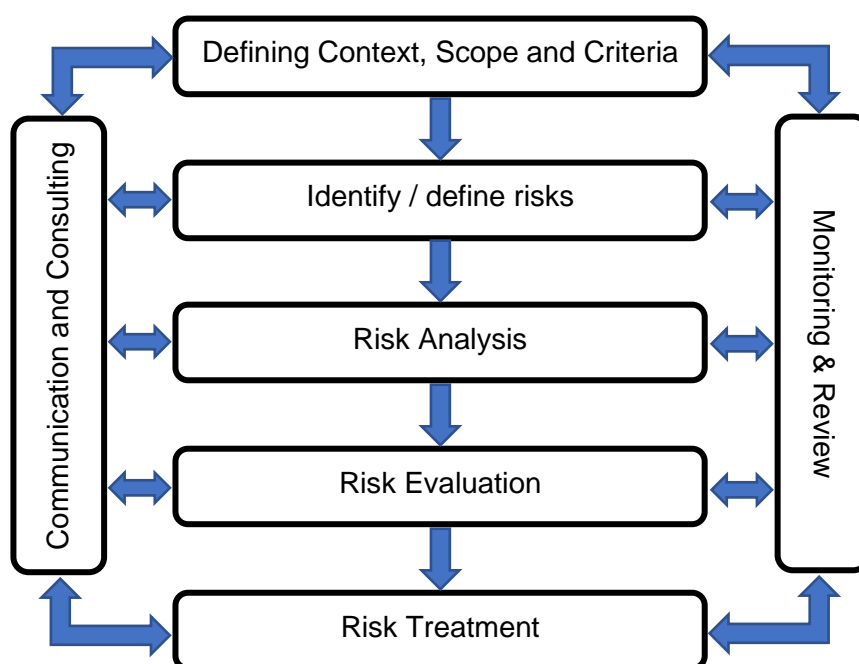 Defining Context, Scope and Criteria
Communication and Consulting
Identify / define risks
Monitoring & Review
Risk Analysis
Risk Evaluation
Risk Treatment